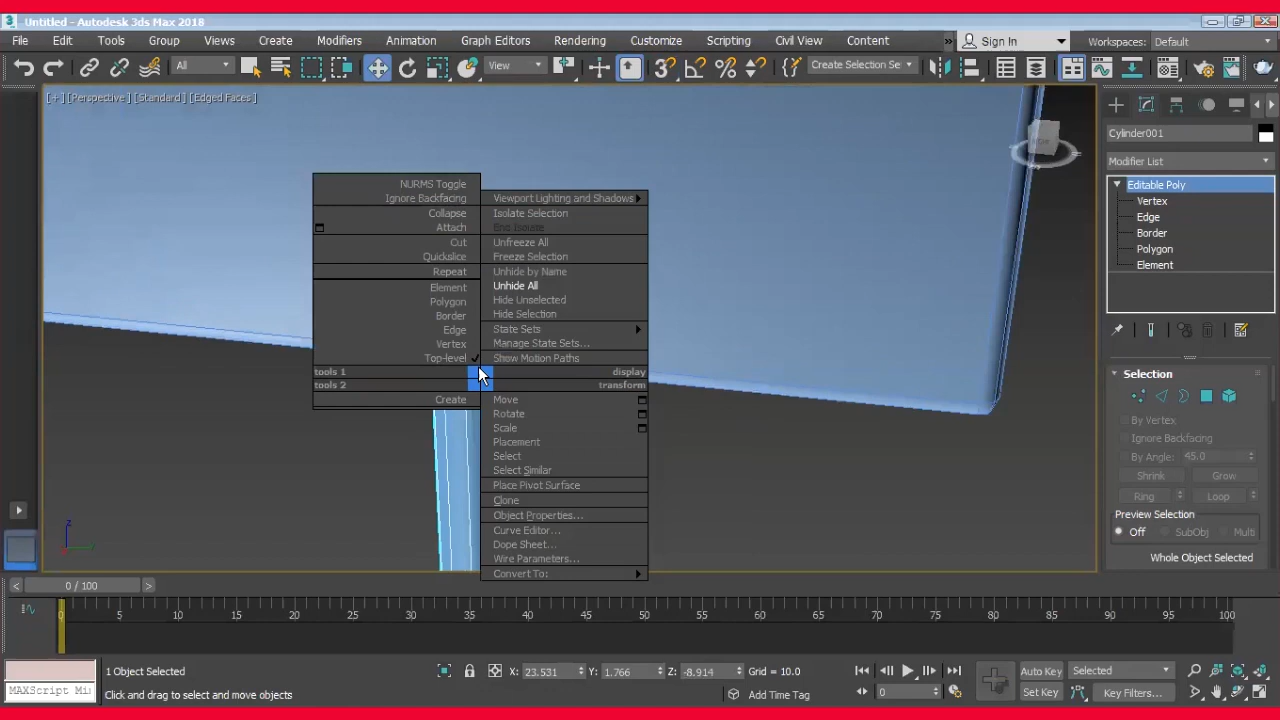 Untitled - Autodesk 3ds Max 2018
File Edit Tools Group Views Create Modifiers Animation Graph Editors Rendering Customize Scripting Civil View Content » Sign In Workspaces: Default
All View Create Selection Se
[+] [Perspective] [Standard] [Edged Faces]
Cylinder001
Modifier List
Editable Poly
Vertex
Edge
Border
Polygon
Element
NURMS Toggle
Ignore Backfacing
Collapse
Attach
Cut
Quickslice
Repeat
Element
Polygon
Border
Edge
Vertex
Top-level
tools 1
tools 2
Create
Viewport Lighting and Shadows
Isolate Selection
End Isolate
Unfreeze All
Freeze Selection
Unhide by Name
Unhide All
Hide Unselected
Hide Selection
State Sets
Manage State Sets...
Show Motion Paths
display
transform
Move
Rotate
Scale
Placement
Select
Select Similar
Place Pivot Surface
Clone
Object Properties...
Curve Editor...
Dope Sheet...
Wire Parameters...
Convert To:
Selection
By Vertex
Ignore Backfacing
By Angle: 45.0
Shrink Grow
Ring Loop
Preview Selection
Off SubObj Multi
Whole Object Selected
z
< 0 / 100 >
0 5 10 15 20 25 30 35 40 45 50 55 60 65 70 75 80 85 90 95 100
1 Object Selected X: 23.531 Y: 1.766 Z: -8.914 Grid = 10.0 Auto Key Selected
MAXScript Mi Click and drag to select and move objects Add Time Tag 0 Set Key Key Filters...